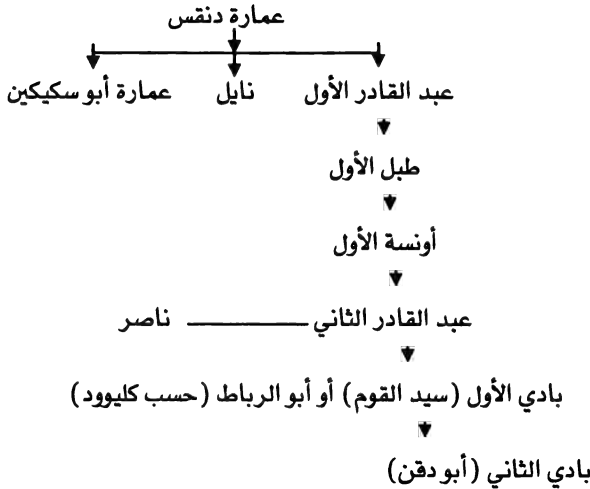 عمارة دنقس
عبد القادر الأول نايل عمارة أبو سكيكين
طبل الأول
أونسة الأول
عبد القادر الثاني ناصر
بادي الأول (سيد القوم) أو أبو الرباط (حسب كليوود)
بادي الثاني (أبو دقن)